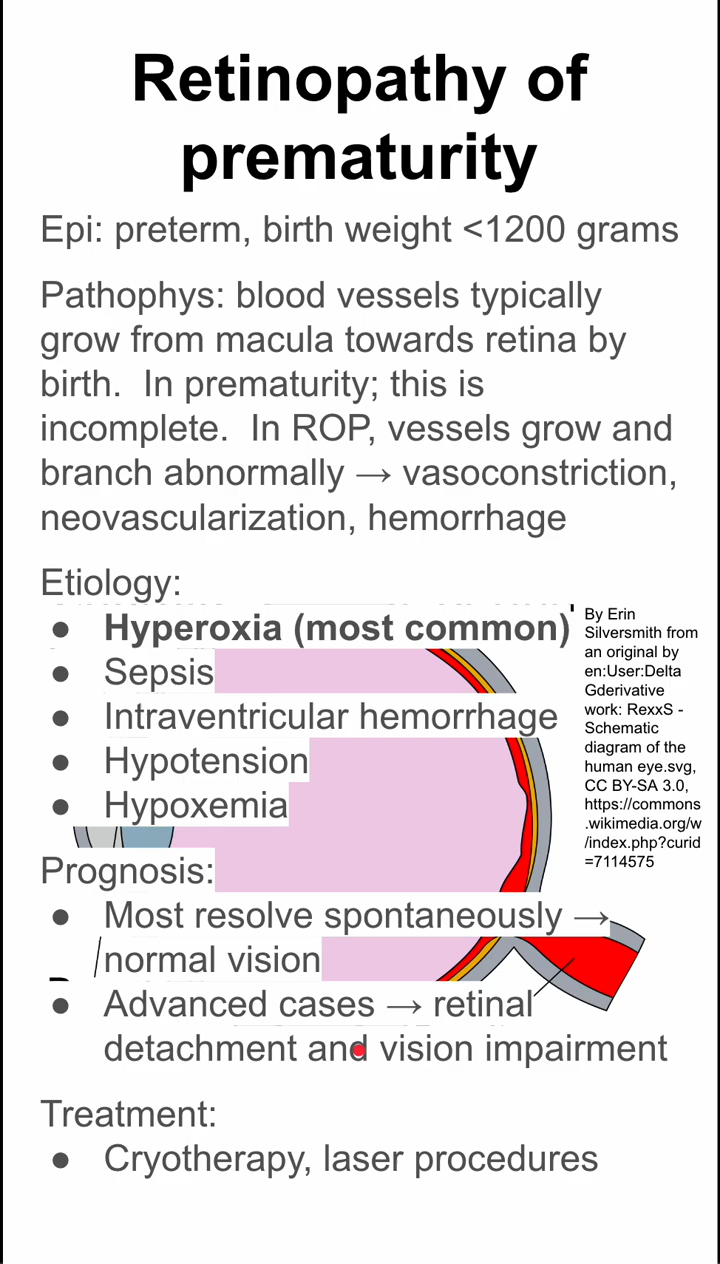 Retinopathy of
prematurity
Epi: preterm, birth weight <1200 grams
Pathophys: blood vessels typically
grow from macula towards retina by
birth.  In prematurity; this is
incomplete.  In ROP, vessels grow and
branch abnormally → vasoconstriction,
neovascularization, hemorrhage
Etiology:
● Hyperoxia (most common)
● Sepsis
● Intraventricular hemorrhage
● Hypotension
● Hypoxemia
Prognosis:
● Most resolve spontaneously →
normal vision
● Advanced cases → retinal
detachment and vision impairment
Treatment:
● Cryotherapy, laser procedures
By Erin
Silversmith from
an original by
en:User:Delta
Gderivative
work: RexxS -
Schematic
diagram of the
human eye.svg,
CC BY-SA 3.0,
https://commons
.wikimedia.org/w
/index.php?curid
=7114575